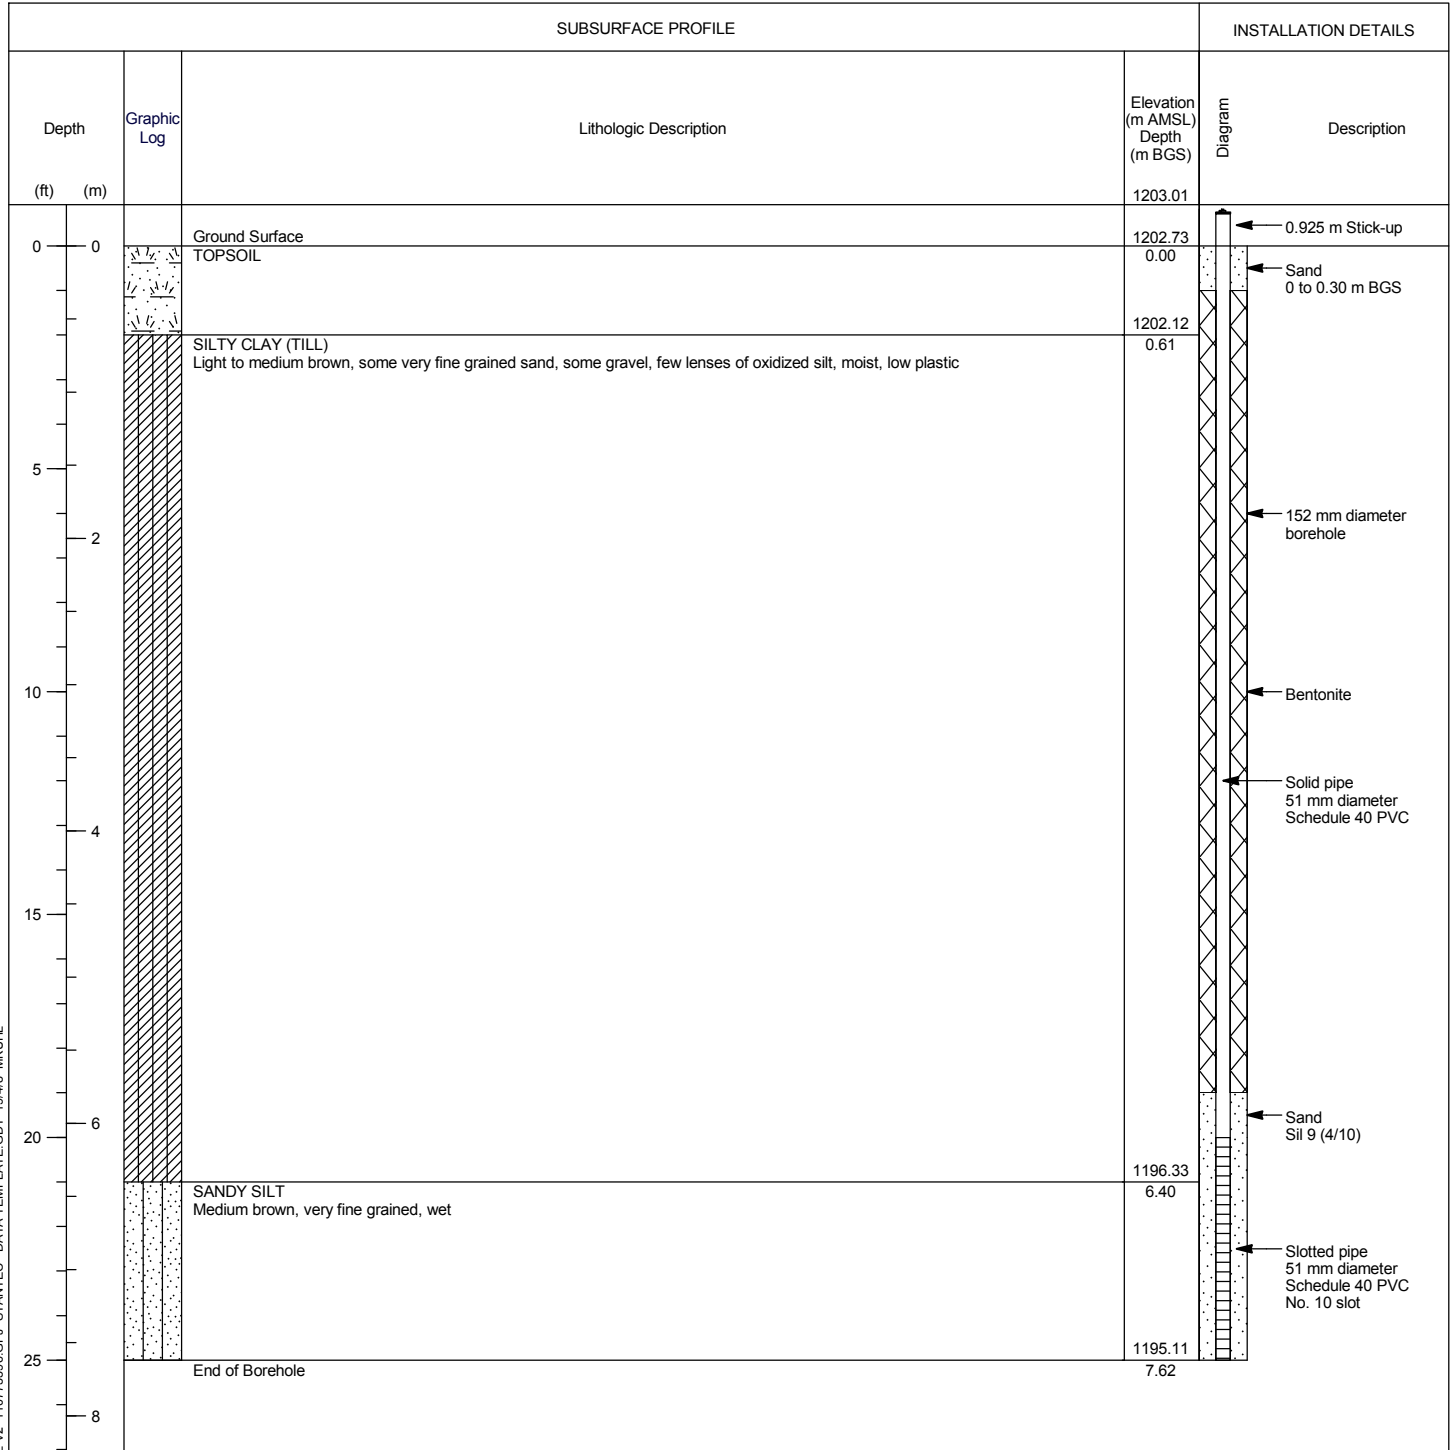 SUBSURFACE PROFILE
INSTALLATION DETAILS
Depth
Graphic
Log
Lithologic Description
Elevation
(m AMSL)
Depth
(m BGS)
Diagram
Description
(ft) (m)
1203.01
0.925 m Stick-up
Ground Surface
1202.73
0 0
TOPSOIL
0.00
Sand
0 to 0.30 m BGS
1202.12
SILTY CLAY (TILL)
0.61
Light to medium brown, some very fine grained sand, some gravel, few lenses of oxidized silt, moist, low plastic
5
152 mm diameter
borehole
2
10
Bentonite
Solid pipe
51 mm diameter
Schedule 40 PVC
4
15
Sand
Sil 9 (4/10)
6
20
1196.33
SANDY SILT
6.40
Medium brown, very fine grained, wet
Slotted pipe
51 mm diameter
Schedule 40 PVC
No. 10 slot
1195.11
25
End of Borehole
7.62
8